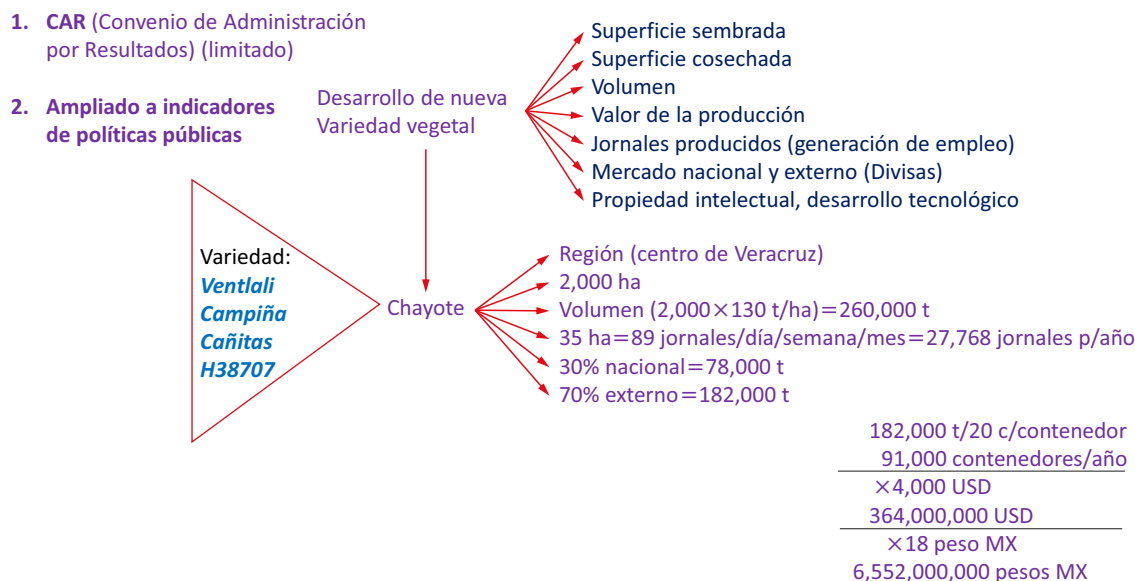 1. CAR (Convenio de Administración
por Resultados) (limitado)
2. Ampliado a indicadores
de políticas públicas
Desarrollo de nueva
Variedad vegetal
Superficie sembrada
Superficie cosechada
Volumen
Valor de la producción
Jornales producidos (generación de empleo)
Mercado nacional y externo (Divisas)
Propiedad intelectual, desarrollo tecnológico
Variedad:
Ventlali
Campiña
Cañitas
H38707
Chayote
Región (centro de Veracruz)
2,000 ha
Volumen (2,000×130 t/ha)=260,000 t
35 ha=89 jornales/día/semana/mes=27,768 jornales p/año
30% nacional=78,000 t
70% externo=182,000 t
182,000 t/20 c/contenedor
91,000 contenedores/año
×4,000 USD
364,000,000 USD
×18 peso MX
6,552,000,000 pesos MX